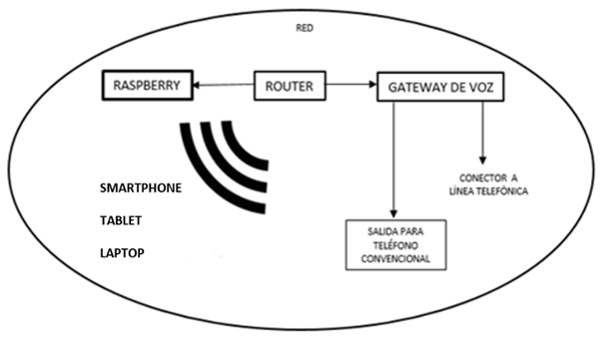 RED
RASPBERRY
ROUTER
GATEWAY DE VOZ
SMARTPHONE
TABLET
LAPTOP
CONECTOR A
LÍNEA TELEFÓNICA
SALIDA PARA
TELÉFONO
CONVENCIONAL